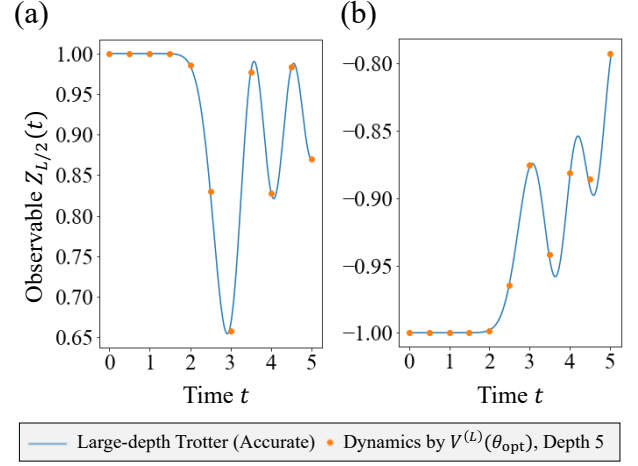 (a)
(b)
Observable Z_{L/2}(t)
1.00
0.95
0.90
0.85
0.80
0.75
0.70
0.65
0 1 2 3 4 5
Time t
−0.80
−0.85
−0.90
−0.95
−1.00
0 1 2 3 4 5
Time t
Large-depth Trotter (Accurate) Dynamics by V^{(L)}(θ_{opt}), Depth 5